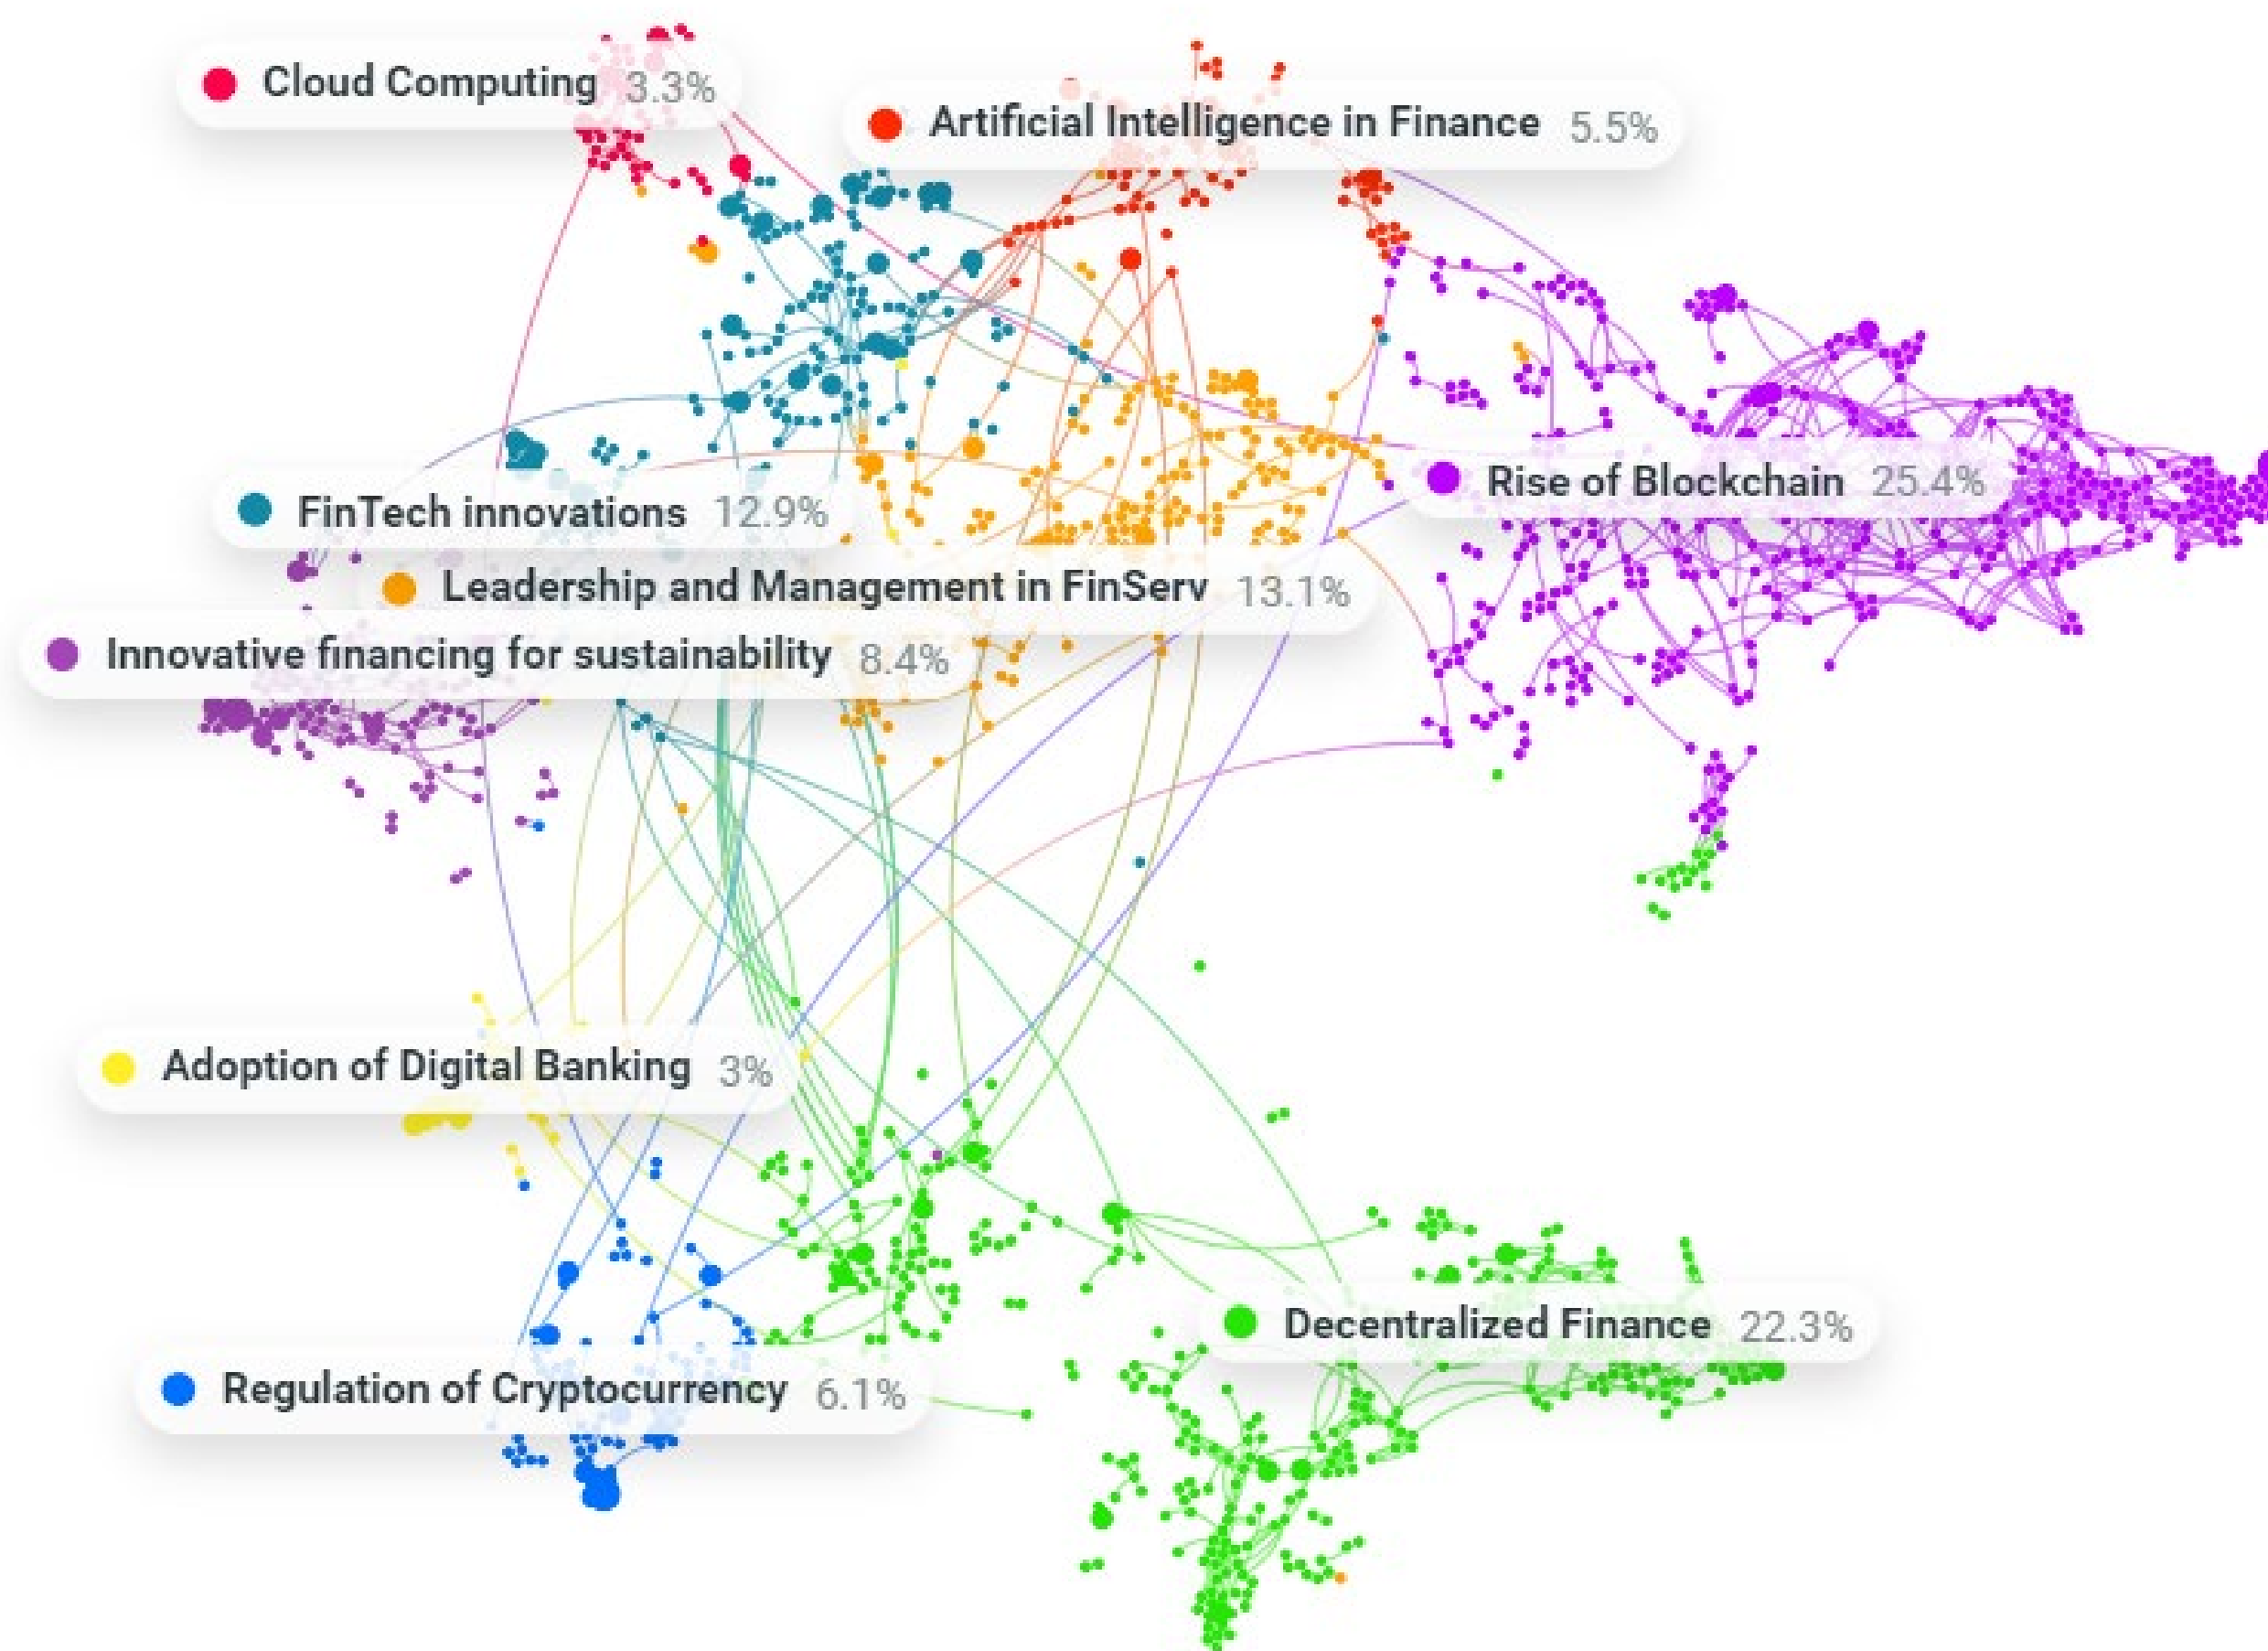 Cloud Computing 3.3%
Artificial Intelligence in Finance 5.5%
Rise of Blockchain 25.4%
FinTech innovations 12.9%
Leadership and Management in FinServ 13.1%
Innovative financing for sustainability 8.4%
Adoption of Digital Banking 3%
Decentralized Finance 22.3%
Regulation of Cryptocurrency 6.1%